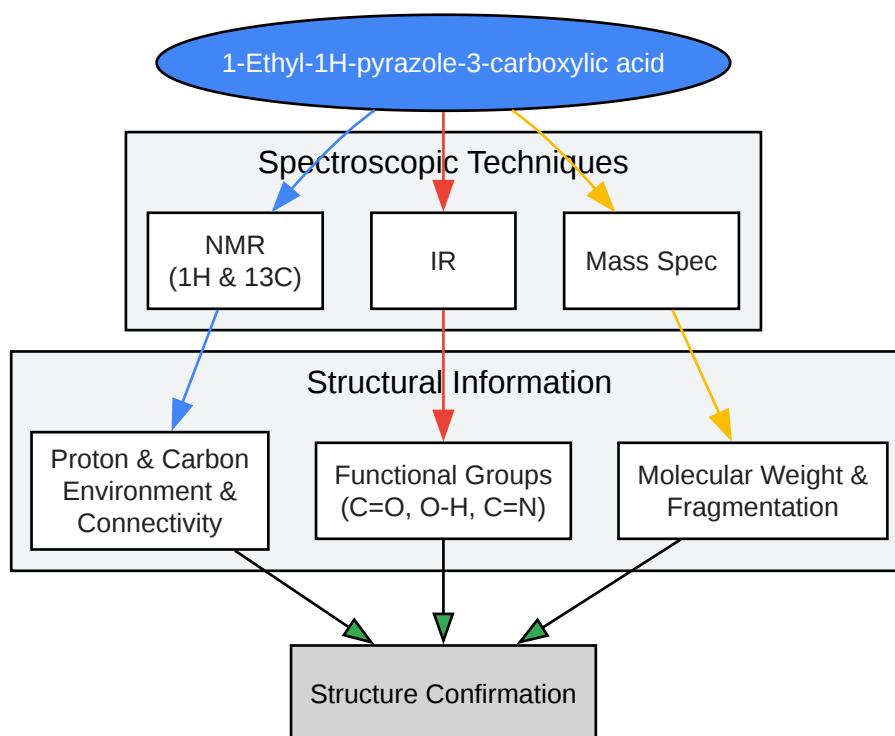 1-Ethyl-1H-pyrazole-3-carboxylic acid
Spectroscopic Techniques
NMR
(1H & 13C)
IR
Mass Spec
Structural Information
Proton & Carbon
Environment &
Connectivity
Functional Groups
(C=O, O-H, C=N)
Molecular Weight &
Fragmentation
Structure Confirmation